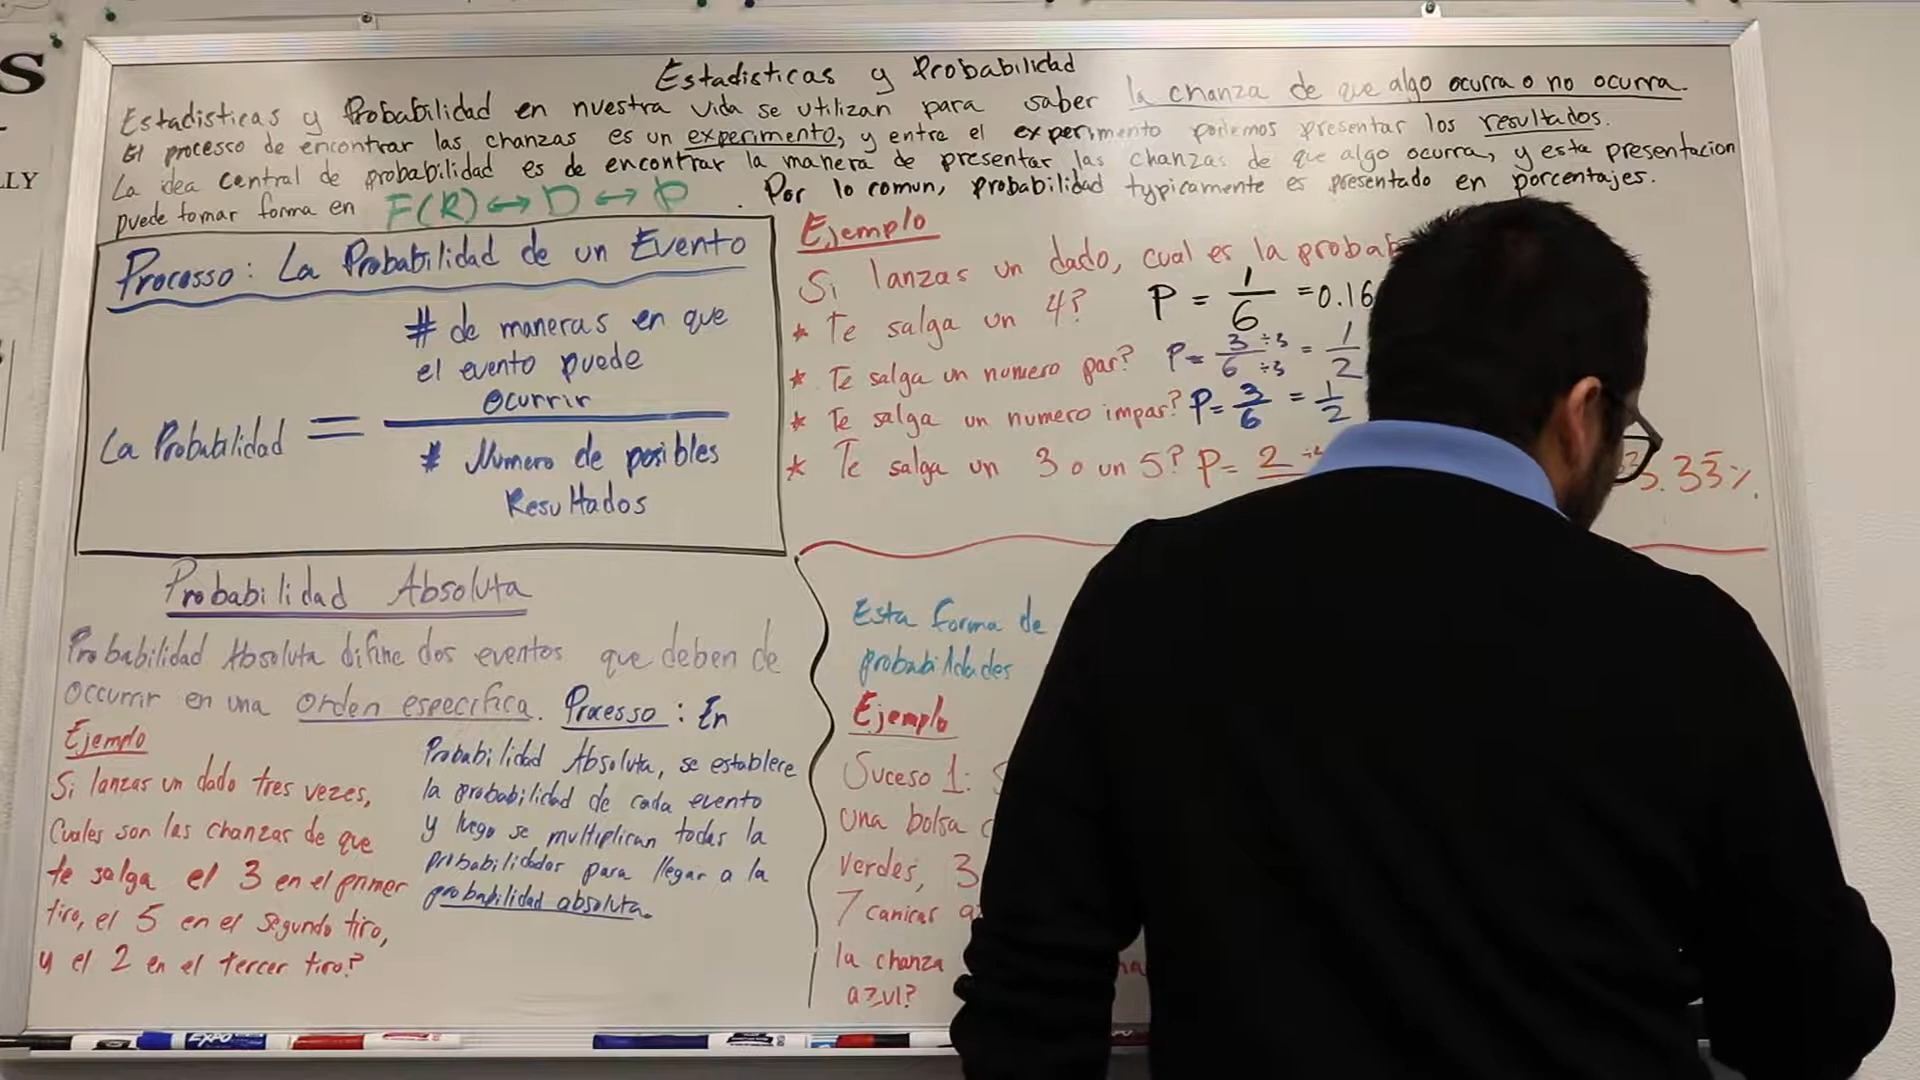 S
LLY
Estadisticas y Probabilidad
Estadisticas y Probabilidad en nuestra vida se utilizan para saber la chanza de que algo ocurra o no ocurra.
El processo de encontrar las chanzas es un experimento, y entre el experimento podemos presentar los resultados.
La idea central de probabilidad es de encontrar la manera de presentar las chanzas de que algo ocurra, y esta presentacion
puede tomar forma en F(R) ↔ D ↔ p . Por lo comun, probabilidad typicamente es presentado en porcentajes.
Processo: La Probabilidad de un Evento
# de maneras en que
el evento puede
Ocurrir
La Probabilidad =
# Numero de posibles
Resultados
Ejemplo
Si lanzas un dado, cual es la probab
* Te salga un 4? P = 1/6 = 0.16
* Te salga un numero par? P = 3/6 ÷3/÷3 = 1/2
* Te salga un numero impar? P = 3/6 = 1/2
* Te salga un 3 o un 5? P = 2 3.33%
Probabilidad Absoluta
Probabilidad Absoluta difine dos eventos que deben de
occurrir en una orden especifica. Processo: En
Probabilidad Absoluta, se establece
la probabilidad de cada evento
y luego se multiplican todas la
probabilidades para llegar a la
probabilidad absoluta.
Ejemplo
Si lanzas un dado tres vezes,
Cuales son las chanzas de que
te salga el 3 en el primer
tiro, el 5 en el segundo tiro,
y el 2 en el tercer tiro?
Esta forma de
probabilidades
Ejemplo
Suceso 1:
una bolsa
verdes, 3
7 canicas
la chanza
azul?
EXPO